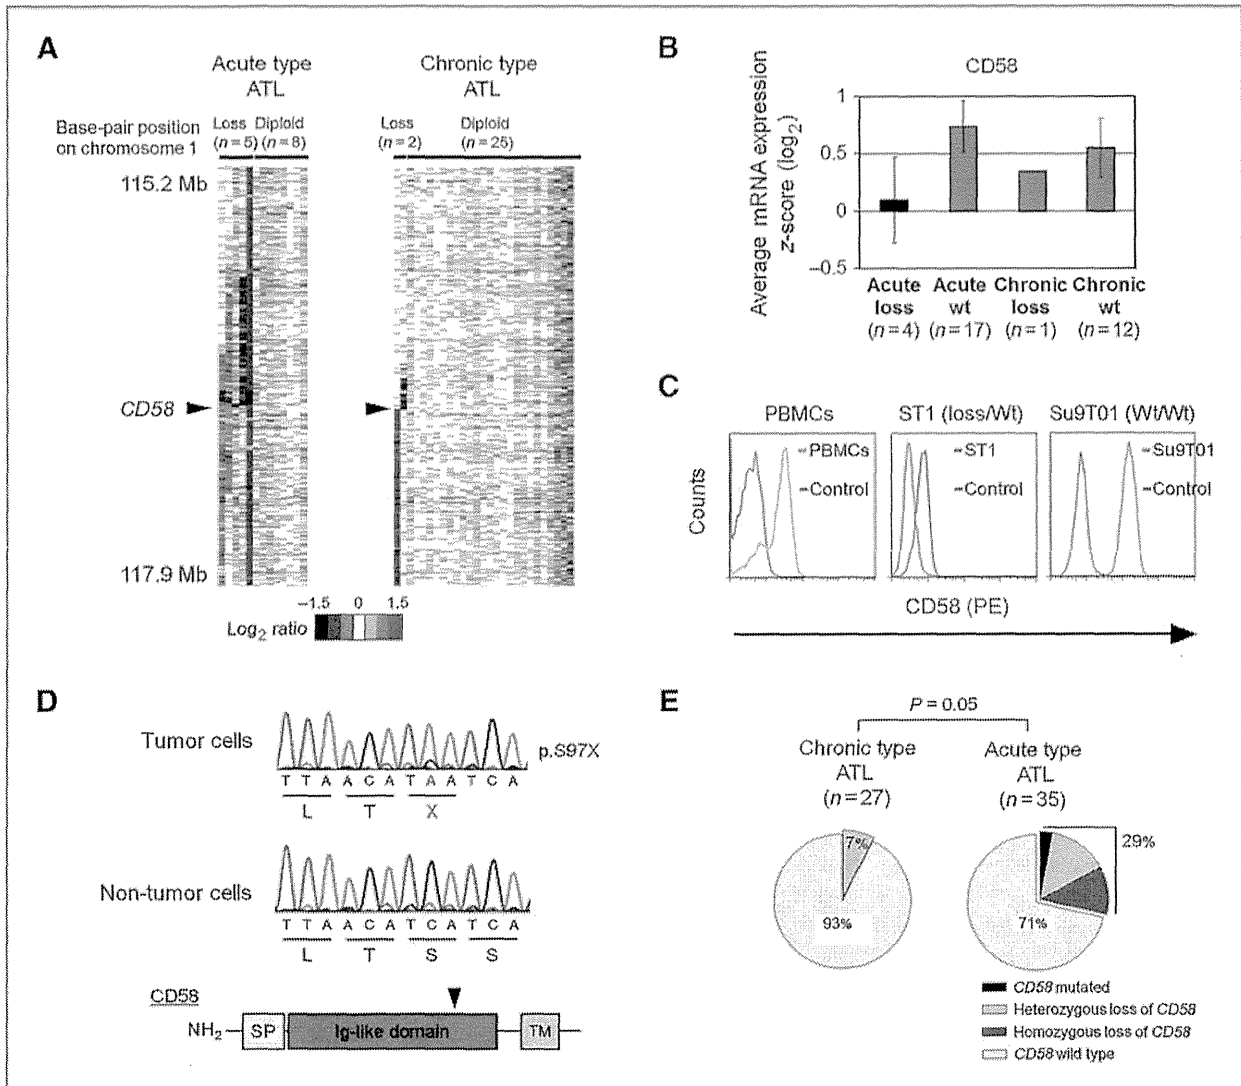 A
Acute type
ATL
Chronic type
ATL
Base-pair position
on chromosome 1
Loss
(n=5)
Diploid
(n=8)
Loss
(n=2)
Diploid
(n=25)
115.2 Mb
CD58
117.9 Mb
–1.5 0 1.5
Log2 ratio
B
CD58
Average mRNA expression
z-score (log2)
1
0.5
0
–0.5
Acute
loss
(n=4)
Acute
wt
(n=17)
Chronic
loss
(n=1)
Chronic
wt
(n=12)
C
PBMCs
ST1 (loss/Wt)
Su9T01 (Wt/Wt)
PBMCs
Control
ST1
Control
Su9T01
Control
Counts
CD58 (PE)
D
Tumor cells
p.S97X
T T A A C A T A A T C A
L T X
Non-tumor cells
T T A A C A T C A T C A
L T S S
CD58
NH2 SP Ig-like domain TM
E
P = 0.05
Chronic type
ATL
(n=27)
Acute type
ATL
(n=35)
7%
93%
29%
71%
CD58 mutated
Heterozygous loss of CD58
Homozygous loss of CD58
CD58 wild type